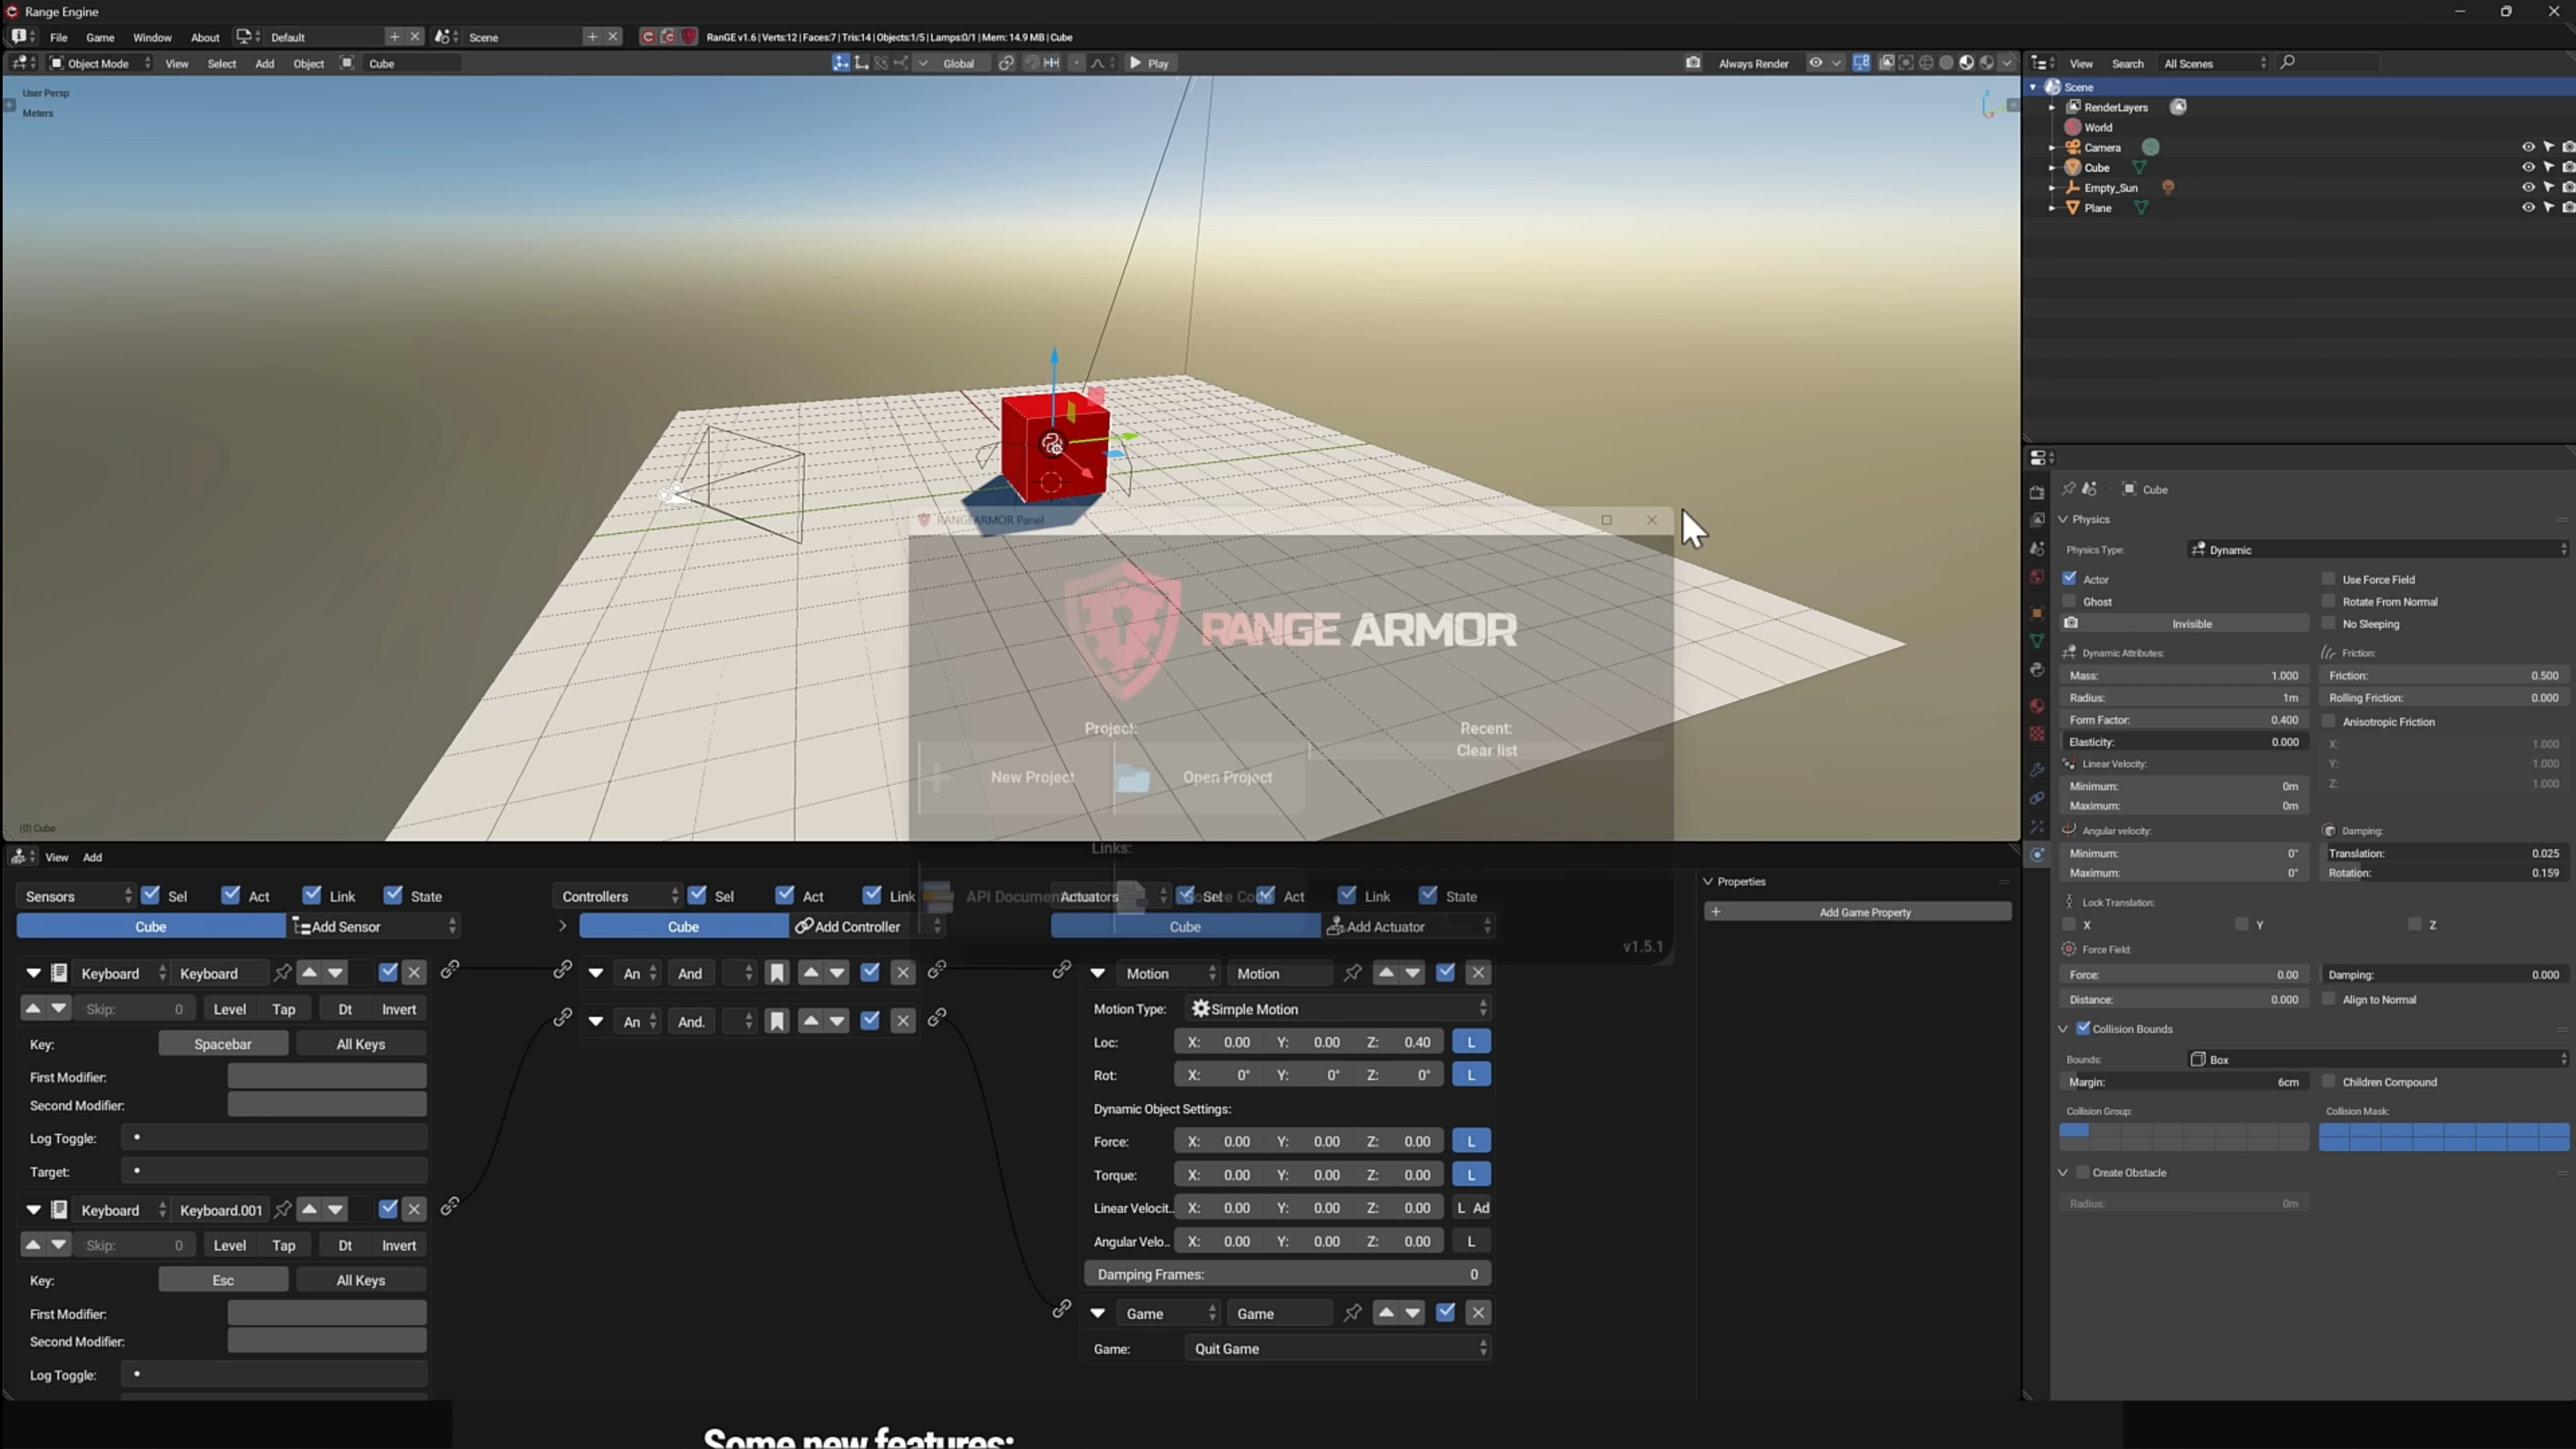 Range Engine
File Game Window About Default Scene RanGE v1.6 | Verts:12 | Faces:7 | Tris:14 | Objects:1/5 | Lamps:0/1 | Mem: 14.9 MB | Cube
Object Mode View Select Add Object Cube Global Play Always Render
User Persp
Meters
RANGEARMOR Panel
RANGE ARMOR
Project:
Recent:
Clear list
New Project
Open Project
Links:
API Documen
v1.5.1
(0) Cube
View Search All Scenes
Scene
RenderLayers
World
Camera
Cube
Empty_Sun
Plane
Cube
Physics
Physics Type: Dynamic
Actor Use Force Field
Ghost Rotate From Normal
Invisible No Sleeping
Dynamic Attributes: Friction:
Mass: 1.000 Friction: 0.500
Radius: 1m Rolling Friction: 0.000
Form Factor: 0.400 Anisotropic Friction
Elasticity: 0.000 X: 1.000
Linear Velocity: Y: 1.000
Minimum: 0m Z: 1.000
Maximum: 0m
Angular velocity: Damping:
Minimum: 0° Translation: 0.025
Maximum: 0° Rotation: 0.159
Lock Translation:
X Y Z
Force Field:
Force: 0.00 Damping: 0.000
Distance: 0.000 Align to Normal
Collision Bounds
Bounds: Box
Margin: 6cm Children Compound
Collision Group: Collision Mask:
Create Obstacle
Radius: 0m
View Add
Sensors Sel Act Link State
Cube Add Sensor
Keyboard Keyboard
Skip: 0 Level Tap Dt Invert
Key: Spacebar All Keys
First Modifier:
Second Modifier:
Log Toggle:
Target:
Keyboard Keyboard.001
Skip: 0 Level Tap Dt Invert
Key: Esc All Keys
First Modifier:
Second Modifier:
Log Toggle:
Controllers Sel Act Link
Cube Add Controller
An And
An And.
Actuators Sel Act Link State
Cube Add Actuator
Motion Motion
Motion Type: Simple Motion
Loc: X: 0.00 Y: 0.00 Z: 0.40 L
Rot: X: 0° Y: 0° Z: 0° L
Dynamic Object Settings:
Force: X: 0.00 Y: 0.00 Z: 0.00 L
Torque: X: 0.00 Y: 0.00 Z: 0.00 L
Linear Velocit.. X: 0.00 Y: 0.00 Z: 0.00 L Ad
Angular Velo.. X: 0.00 Y: 0.00 Z: 0.00 L
Damping Frames: 0
Game Game
Game: Quit Game
Properties
Add Game Property
Some new features: